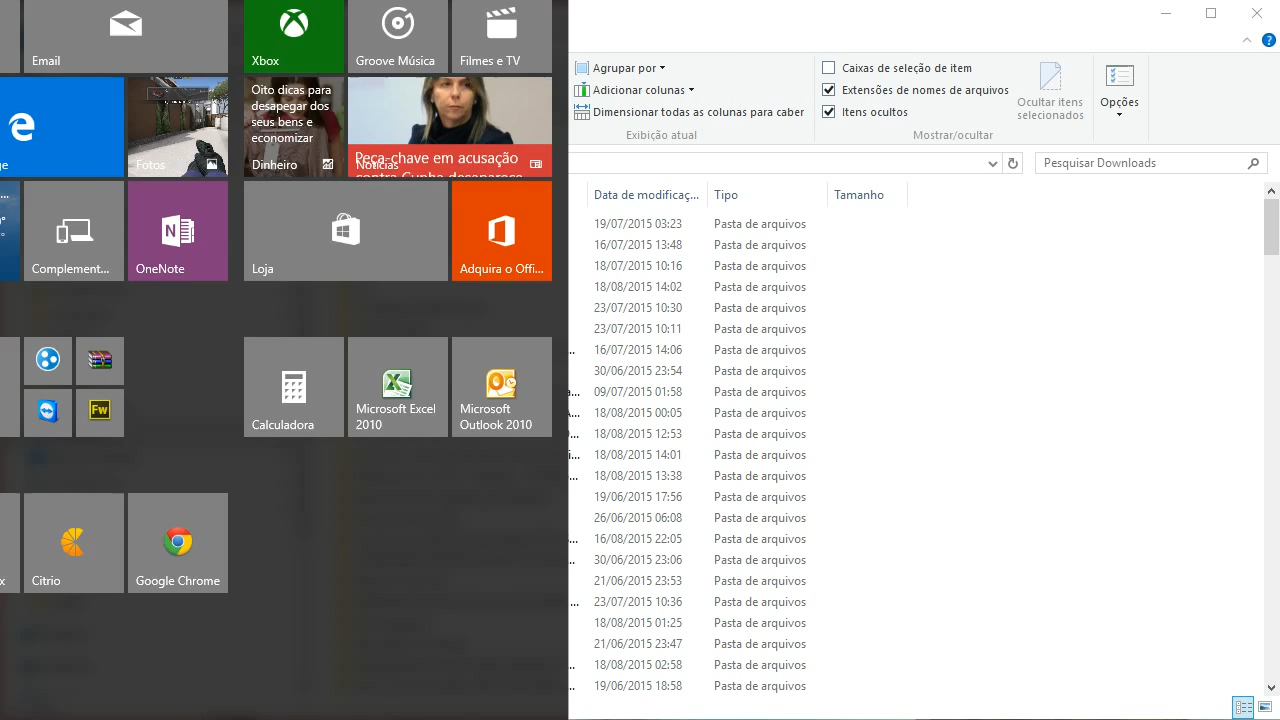 Email
Xbox
Groove Música
Filmes e TV
ge
Fotos
Oito dicas para
desapegar dos
seus bens e
economizar
Dinheiro
Peça-chave em acusação
contra Cunha desaparece
Notícias
Complement...
OneNote
Loja
Adquira o Offi...
Fw
Calculadora
Microsoft Excel
2010
Microsoft
Outlook 2010
x
Citrio
Google Chrome
Agrupar por
Adicionar colunas
Dimensionar todas as colunas para caber
Exibição atual
Caixas de seleção de item
Extensões de nomes de arquivos
Itens ocultos
Ocultar itens
selecionados
Opções
Mostrar/ocultar
PesquisarDownloads
Data de modificaç... Tipo Tamanho
19/07/2015 03:23 Pasta de arquivos
16/07/2015 13:48 Pasta de arquivos
18/07/2015 10:16 Pasta de arquivos
18/08/2015 14:02 Pasta de arquivos
23/07/2015 10:30 Pasta de arquivos
23/07/2015 10:11 Pasta de arquivos
16/07/2015 14:06 Pasta de arquivos
30/06/2015 23:54 Pasta de arquivos
09/07/2015 01:58 Pasta de arquivos
18/08/2015 00:05 Pasta de arquivos
18/08/2015 12:53 Pasta de arquivos
18/08/2015 14:01 Pasta de arquivos
18/08/2015 13:38 Pasta de arquivos
19/06/2015 17:56 Pasta de arquivos
26/06/2015 06:08 Pasta de arquivos
16/08/2015 22:05 Pasta de arquivos
30/06/2015 23:06 Pasta de arquivos
21/06/2015 23:53 Pasta de arquivos
23/07/2015 10:36 Pasta de arquivos
18/08/2015 01:25 Pasta de arquivos
21/06/2015 23:47 Pasta de arquivos
18/08/2015 02:58 Pasta de arquivos
19/06/2015 18:58 Pasta de arquivos